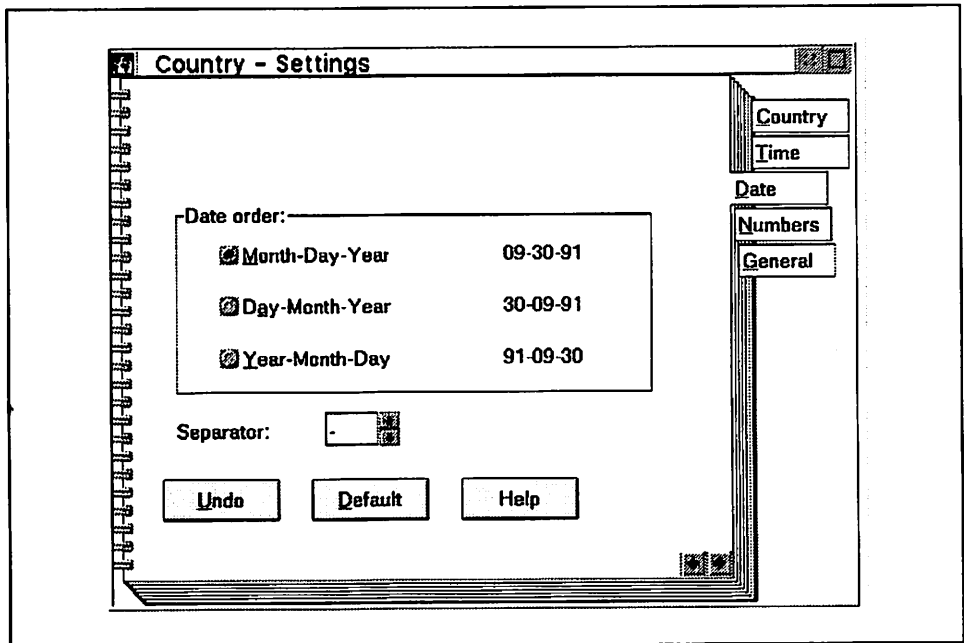 Country - Settings
Country
Time
Date
Numbers
General
Date order:
Month-Day-Year 09-30-91
Day-Month-Year 30-09-91
Year-Month-Day 91-09-30
Separator: -
Undo Default Help